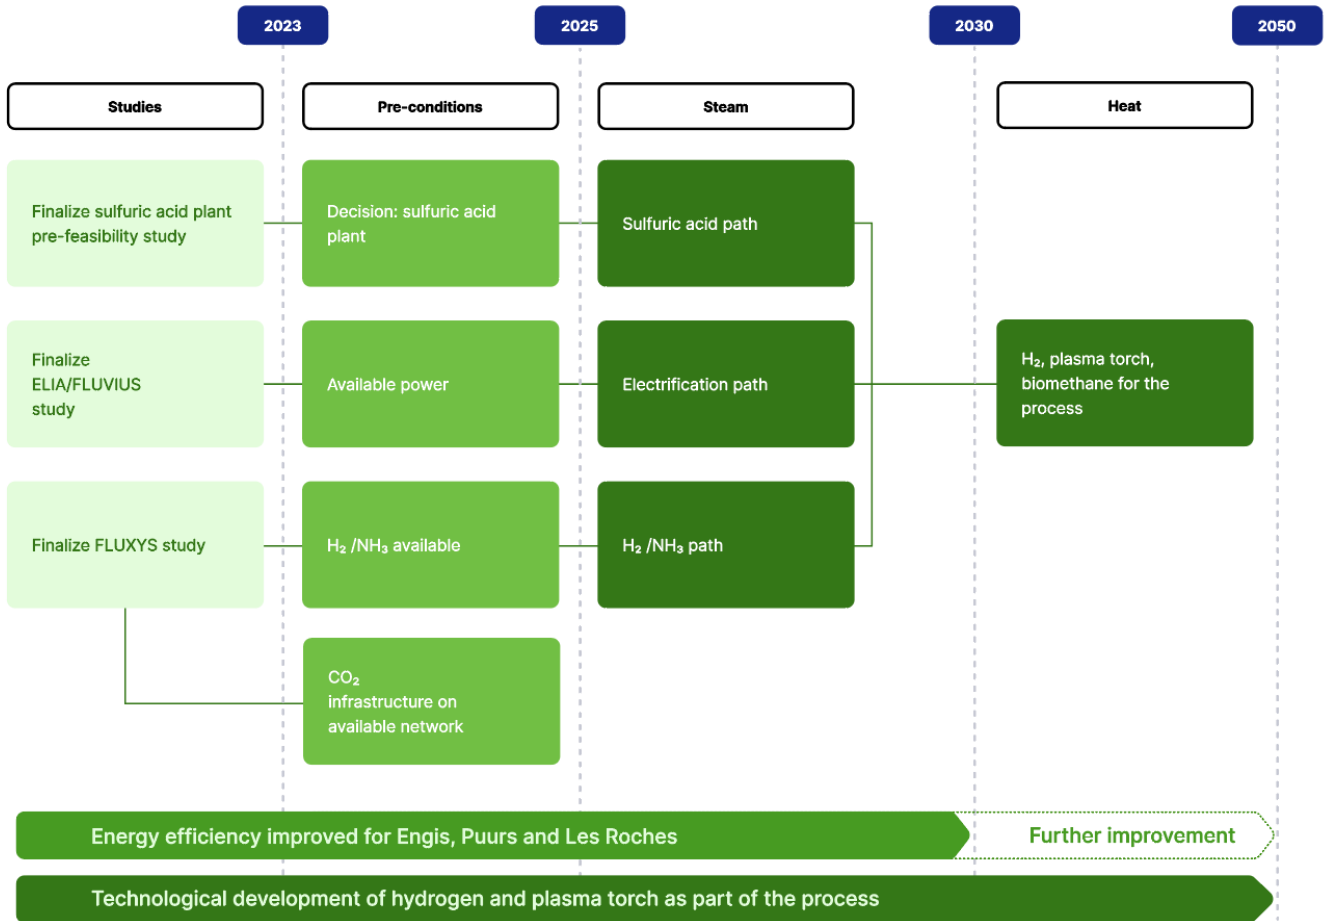 2023
2025
2030
2050
Studies
Pre-conditions
Steam
Heat
Finalize sulfuric acid plant
pre-feasibility study
Decision: sulfuric acid
plant
Sulfuric acid path
Finalize
ELIA/FLUVIUS
study
Available power
Electrification path
H₂, plasma torch,
biomethane for the
process
Finalize FLUXYS study
H₂ /NH₃ available
H₂ /NH₃ path
CO₂
infrastructure on
available network
Energy efficiency improved for Engis, Puurs and Les Roches
Further improvement
Technological development of hydrogen and plasma torch as part of the process